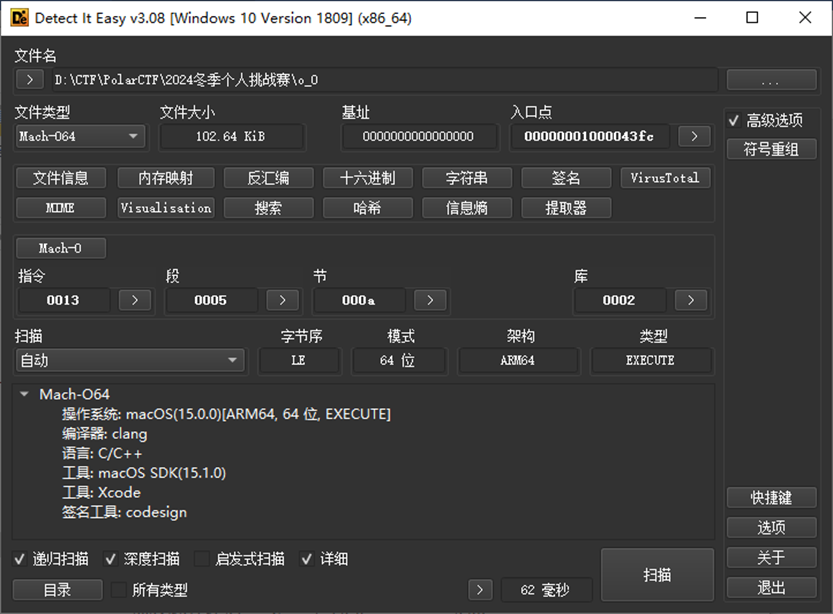 Detect It Easy v3.08 [Windows 10 Version 1809] (x86_64)
文件名
> D:\CTF\PolarCTF\2024冬季个人挑战赛\o_0 ...
文件类型 文件大小 基址 入口点
Mach-O64 102.64 KiB 0000000000000000 00000001000043fc >
高级选项
符号重组
文件信息 内存映射 反汇编 十六进制 字符串 签名 VirusTotal
MIME Visualisation 搜索 哈希 信息熵 提取器
Mach-O
指令 段 节 库
0013 > 0005 > 000a > 0002 >
扫描 字节序 模式 架构 类型
自动 LE 64 位 ARM64 EXECUTE
Mach-O64
操作系统: macOS(15.0.0)[ARM64, 64 位, EXECUTE]
编译器: clang
语言: C/C++
工具: macOS SDK(15.1.0)
工具: Xcode
签名工具: codesign
快捷键
选项
关于
退出
递归扫描 深度扫描 启发式扫描 详细
目录 所有类型 > 62 毫秒 扫描